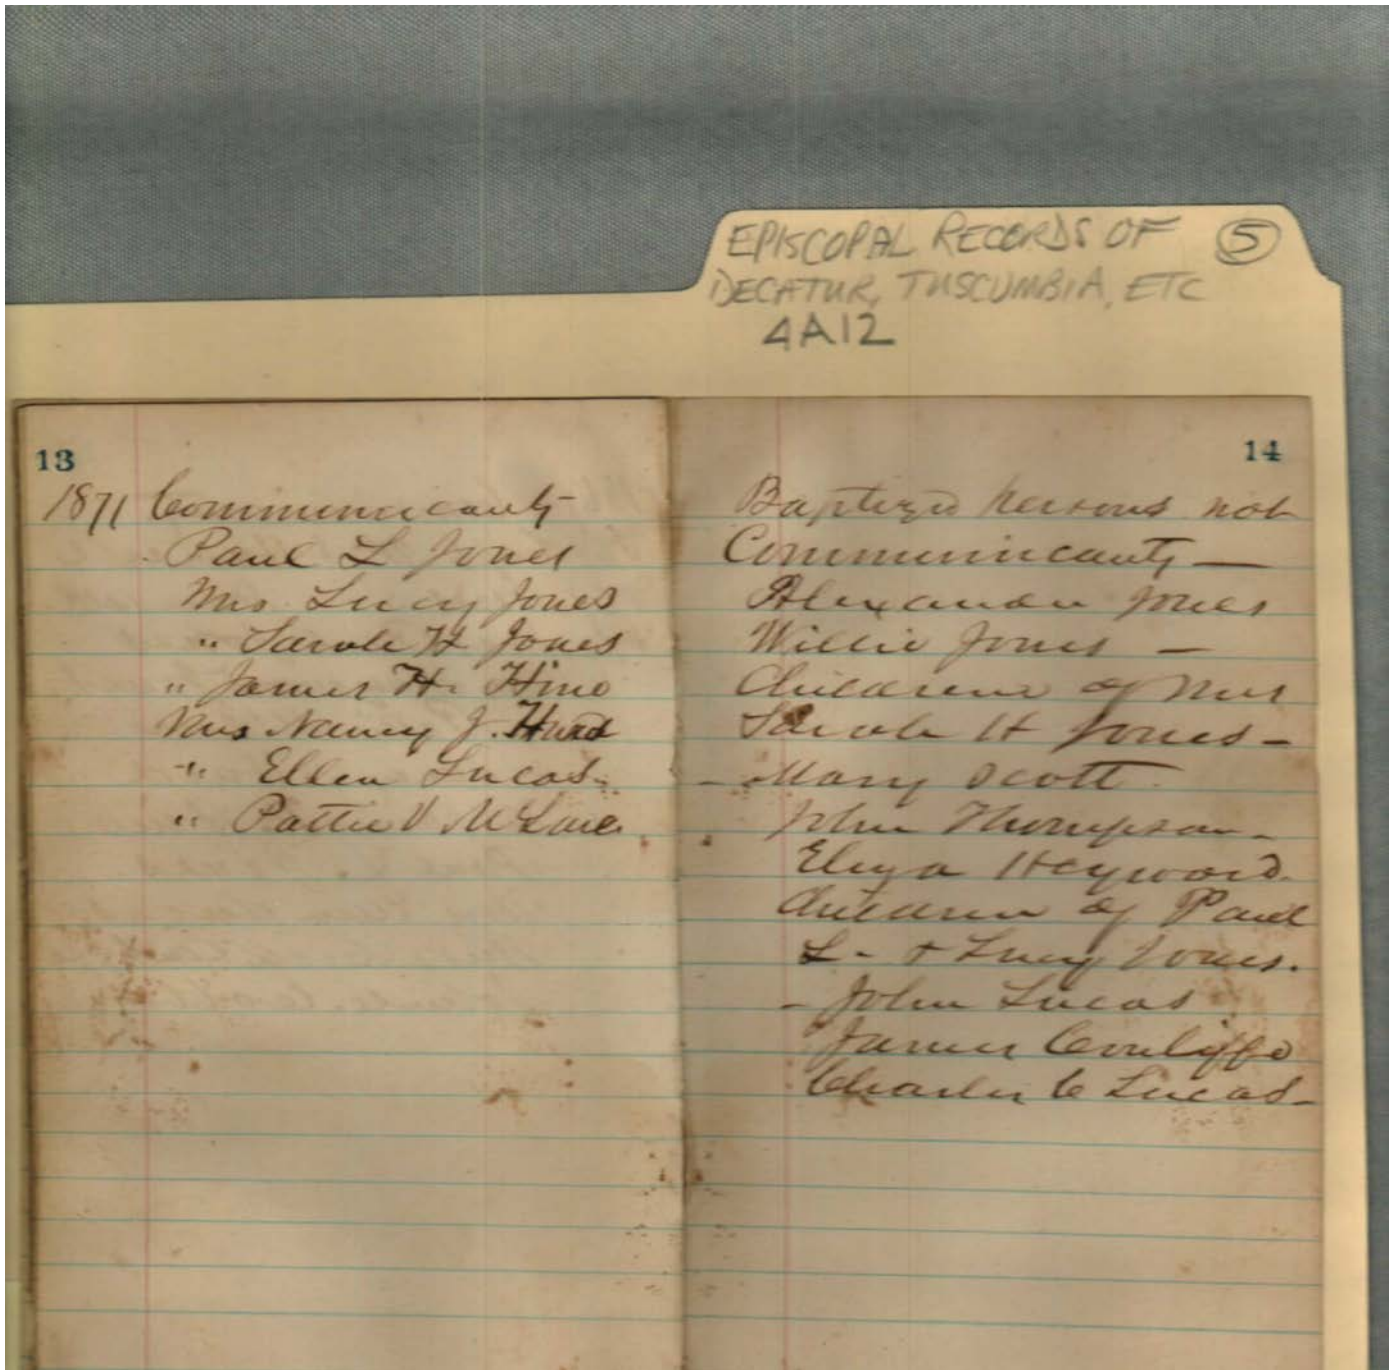 EPISCOPAL RECORDS OF 5
DECATUR, TUSCUMBIA, ETC
4A12
13
1871 Communicants
Paul L Jones
Mrs Lucy Jones
" Sarah H Jones
" James H. Hine
Mrs Nancy J. Hurd
" Ellen Lucas
" Pattie V
14
Baptized persons not
Communicants —
Alexander Jones
Willie Jones —
Children of Mrs
Sarah H Jones -
- Mary Scott
John Thompson -
Eliza Heyward.
Children of Paul
L - + Lucy Jones.
- John Lucas
James Cunliffe
Charles C Lucas -